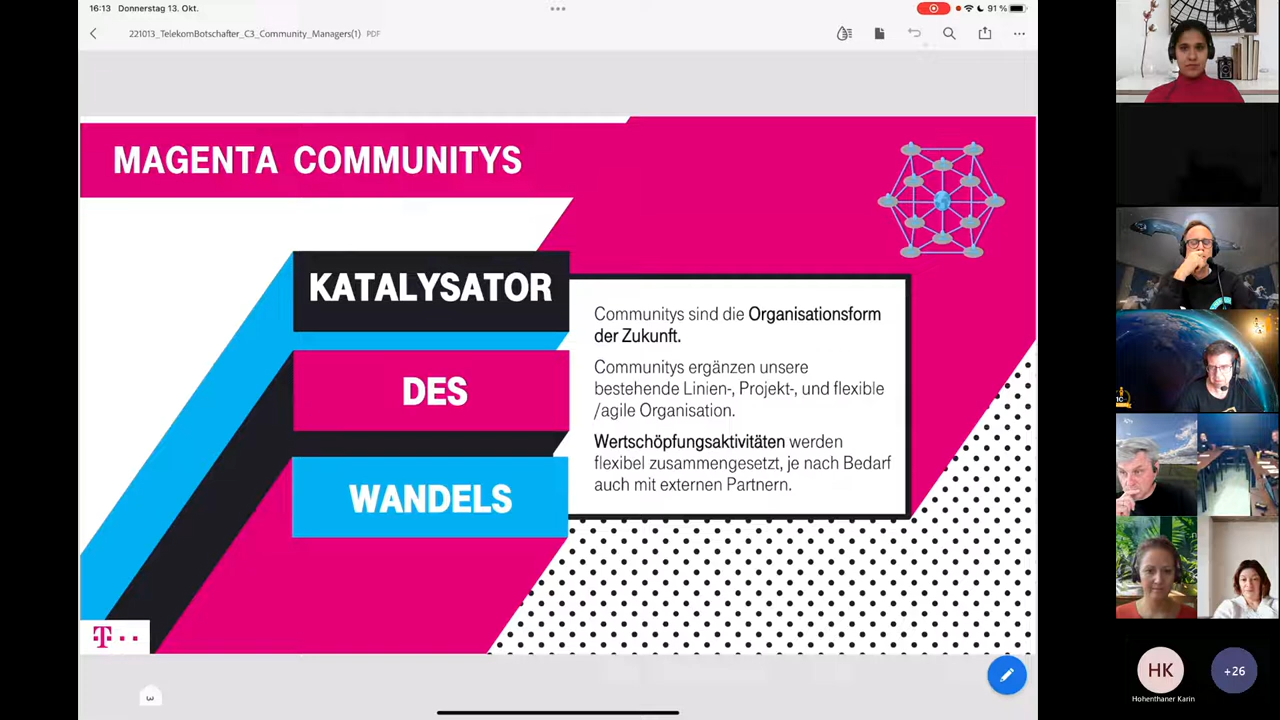 16:13 Donnerstag 13. Okt.
91 %
221013_TelekomBotschafter_C3_Community_Managers(1) PDF
MAGENTA COMMUNITYS
KATALYSATOR
DES
WANDELS
Communitys sind die Organisationsform
der Zukunft.
Communitys ergänzen unsere
bestehende Linien-, Projekt-, und flexible
/agile Organisation.
Wertschöpfungsaktivitäten werden
flexibel zusammengesetzt, je nach Bedarf
auch mit externen Partnern.
T
3
HK
Hohenthaner Karin
+26